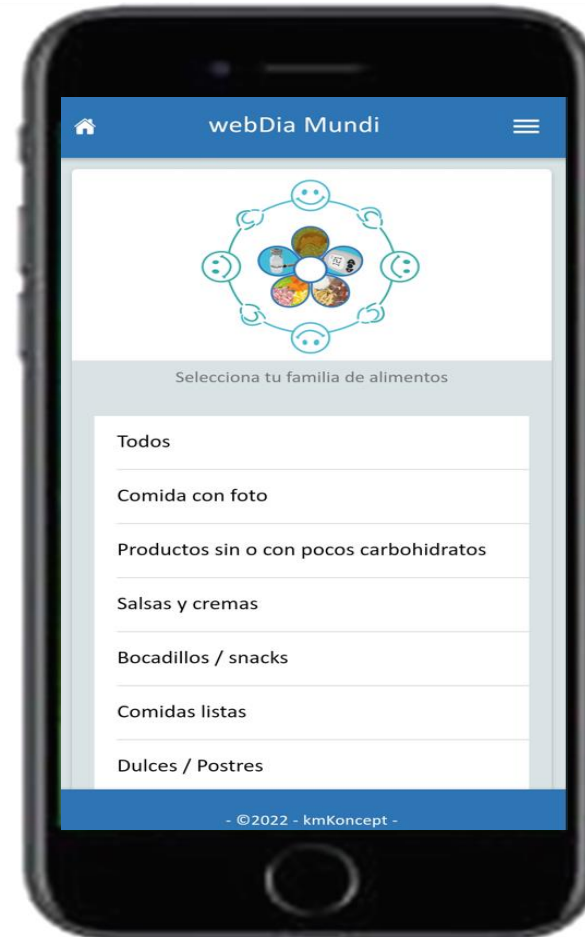 webDia Mundi
Selecciona tu familia de alimentos
Todos
Comida con foto
Productos sin o con pocos carbohidratos
Salsas y cremas
Bocadillos / snacks
Comidas listas
Dulces / Postres
- ©2022 - kmKoncept -